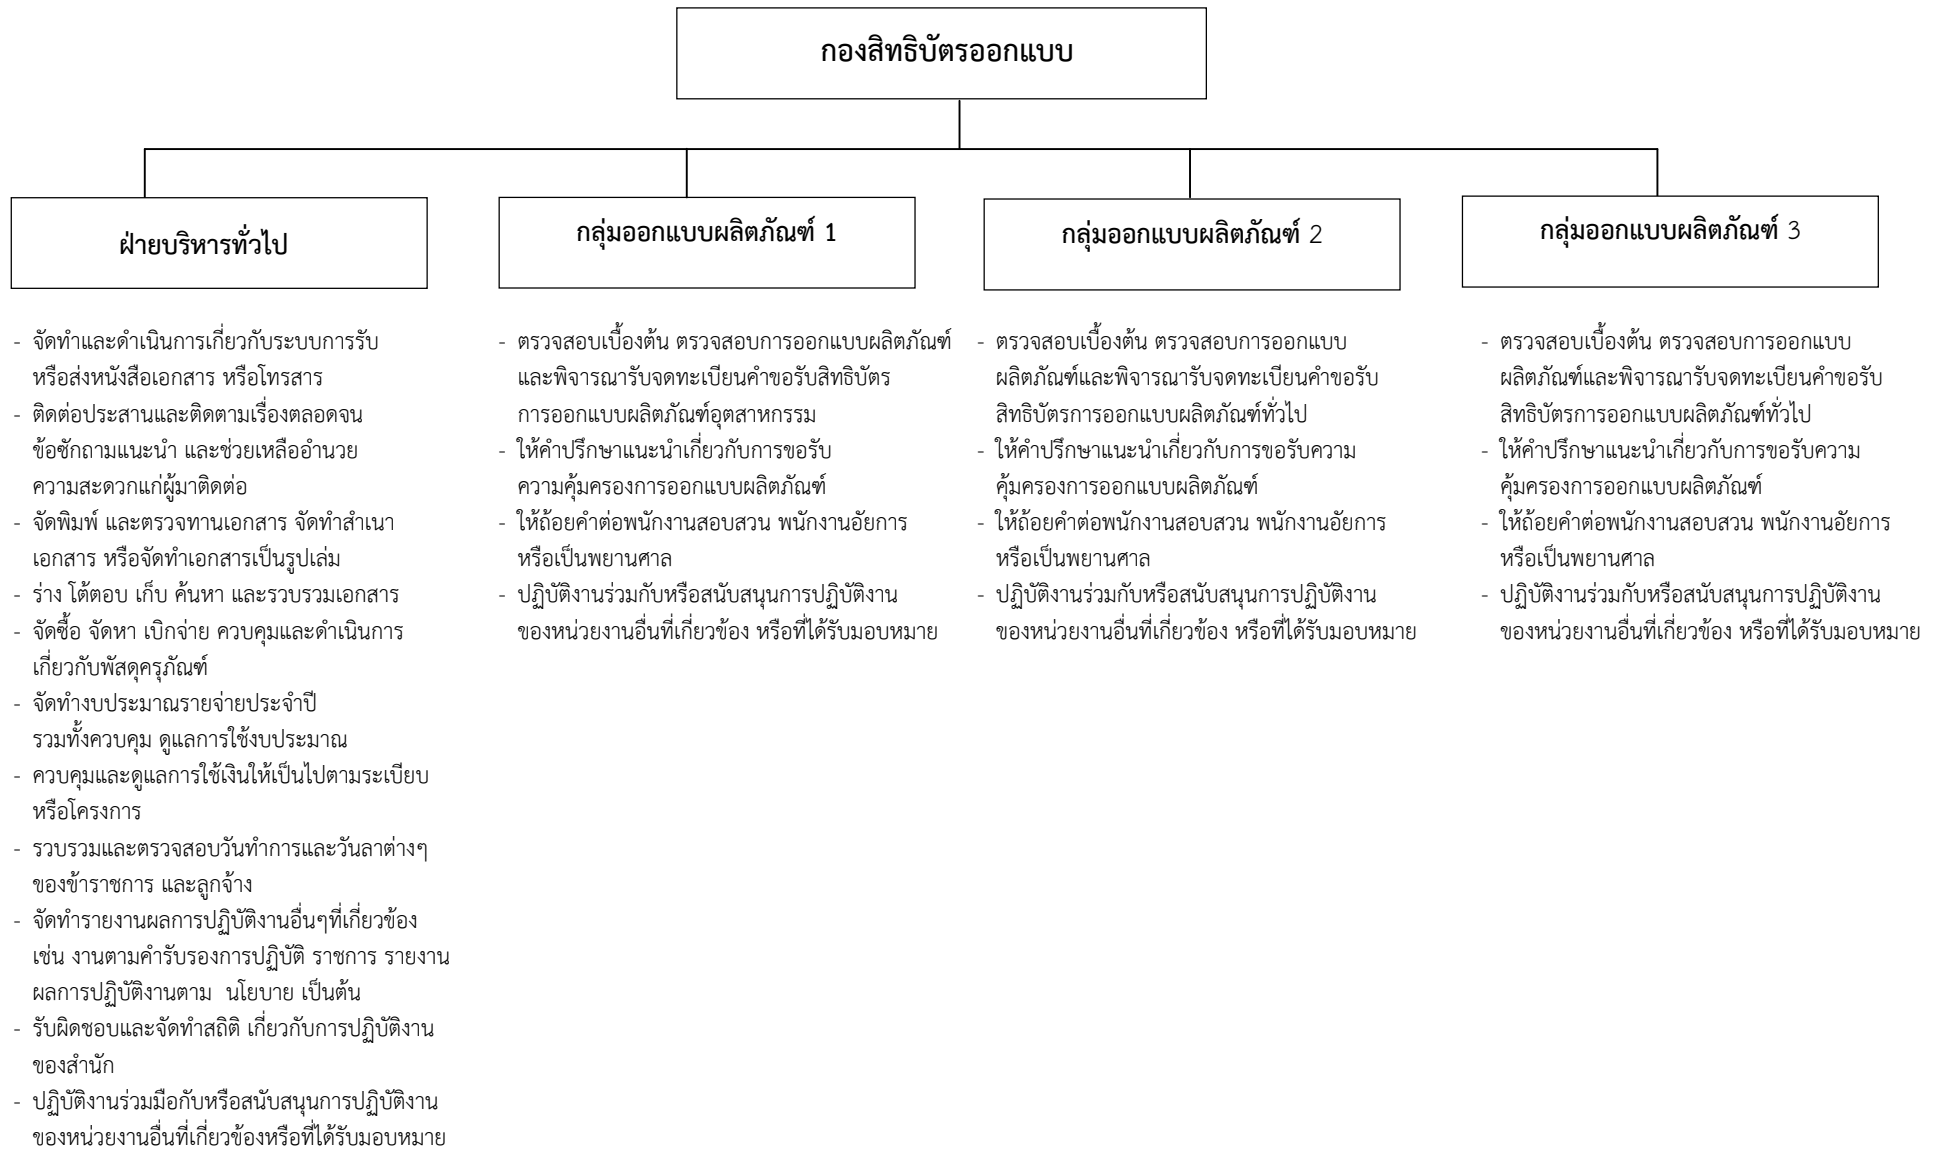 กองสิทธิบัตรออกแบบ
ฝ่ายบริหารทั่วไป
- จัดทำและดำเนินการเกี่ยวกับระบบการรับ
หรือส่งหนังสือเอกสาร หรือโทรสาร
- ติดต่อประสานและติดตามเรื่องตลอดจน
ข้อซักถามแนะนำ และช่วยเหลืออำนวย
ความสะดวกแก่ผู้มาติดต่อ
- จัดพิมพ์ และตรวจทานเอกสาร จัดทำสำเนา
เอกสาร หรือจัดทำเอกสารเป็นรูปเล่ม
- ร่าง โต้ตอบ เก็บ ค้นหา และรวบรวมเอกสาร
- จัดซื้อ จัดหา เบิกจ่าย ควบคุมและดำเนินการ
เกี่ยวกับพัสดุครุภัณฑ์
- จัดทำงบประมาณรายจ่ายประจำปี
รวมทั้งควบคุม ดูแลการใช้งบประมาณ
- ควบคุมและดูแลการใช้เงินให้เป็นไปตามระเบียบ
หรือโครงการ
- รวบรวมและตรวจสอบวันทำการและวันลาต่างๆ
ของข้าราชการ และลูกจ้าง
- จัดทำรายงานผลการปฏิบัติงานอื่นๆที่เกี่ยวข้อง
เช่น งานตามคำรับรองการปฏิบัติ ราชการ รายงาน
ผลการปฏิบัติงานตาม นโยบาย เป็นต้น
- รับผิดชอบและจัดทำสถิติ เกี่ยวกับการปฏิบัติงาน
ของสำนัก
- ปฏิบัติงานร่วมมือกับหรือสนับสนุนการปฏิบัติงาน
ของหน่วยงานอื่นที่เกี่ยวข้องหรือที่ได้รับมอบหมาย
กลุ่มออกแบบผลิตภัณฑ์ 1
- ตรวจสอบเบื้องต้น ตรวจสอบการออกแบบผลิตภัณฑ์
และพิจารณารับจดทะเบียนคำขอรับสิทธิบัตร
การออกแบบผลิตภัณฑ์อุตสาหกรรม
- ให้คำปรึกษาแนะนำเกี่ยวกับการขอรับ
ความคุ้มครองการออกแบบผลิตภัณฑ์
- ให้ถ้อยคำต่อพนักงานสอบสวน พนักงานอัยการ
หรือเป็นพยานศาล
- ปฏิบัติงานร่วมกับหรือสนับสนุนการปฏิบัติงาน
ของหน่วยงานอื่นที่เกี่ยวข้อง หรือที่ได้รับมอบหมาย
กลุ่มออกแบบผลิตภัณฑ์ 2
- ตรวจสอบเบื้องต้น ตรวจสอบการออกแบบ
ผลิตภัณฑ์และพิจารณารับจดทะเบียนคำขอรับ
สิทธิบัตรการออกแบบผลิตภัณฑ์ทั่วไป
- ให้คำปรึกษาแนะนำเกี่ยวกับการขอรับความ
คุ้มครองการออกแบบผลิตภัณฑ์
- ให้ถ้อยคำต่อพนักงานสอบสวน พนักงานอัยการ
หรือเป็นพยานศาล
- ปฏิบัติงานร่วมกับหรือสนับสนุนการปฏิบัติงาน
ของหน่วยงานอื่นที่เกี่ยวข้อง หรือที่ได้รับมอบหมาย
กลุ่มออกแบบผลิตภัณฑ์ 3
- ตรวจสอบเบื้องต้น ตรวจสอบการออกแบบ
ผลิตภัณฑ์และพิจารณารับจดทะเบียนคำขอรับ
สิทธิบัตรการออกแบบผลิตภัณฑ์ทั่วไป
- ให้คำปรึกษาแนะนำเกี่ยวกับการขอรับความ
คุ้มครองการออกแบบผลิตภัณฑ์
- ให้ถ้อยคำต่อพนักงานสอบสวน พนักงานอัยการ
หรือเป็นพยานศาล
- ปฏิบัติงานร่วมกับหรือสนับสนุนการปฏิบัติงาน
ของหน่วยงานอื่นที่เกี่ยวข้อง หรือที่ได้รับมอบหมาย